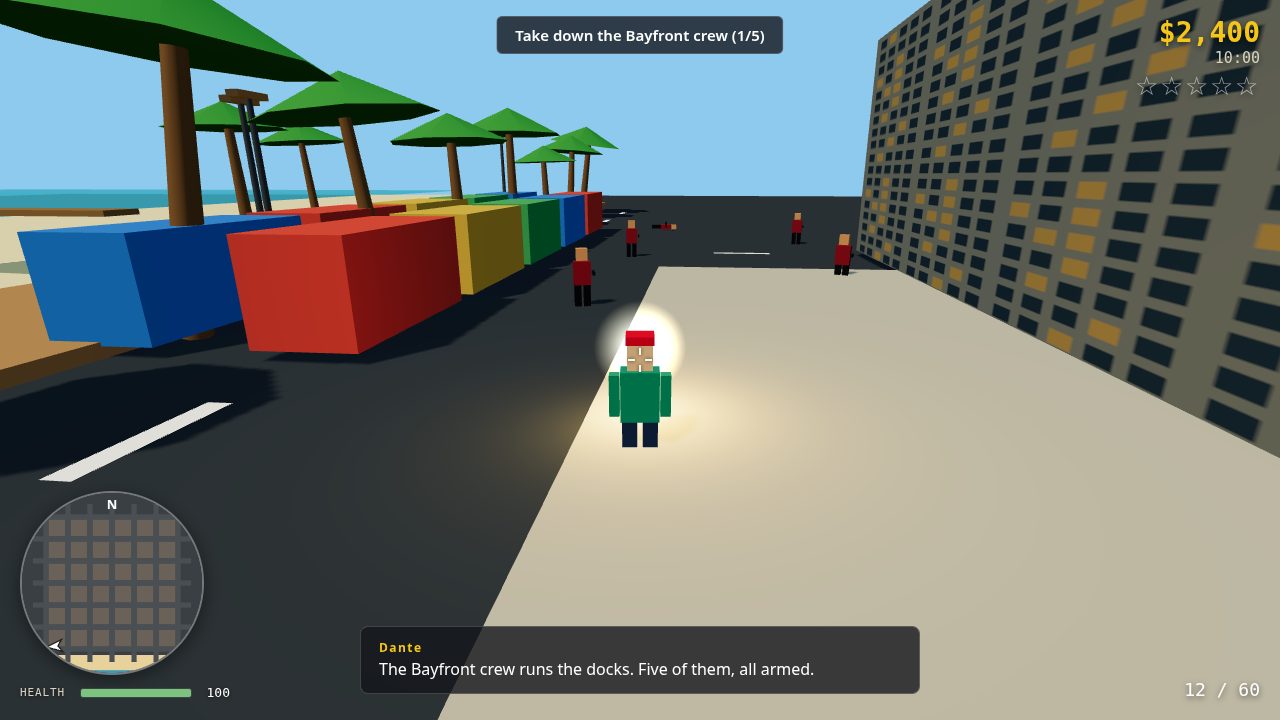 Take down the Bayfront crew (1/5)
$2,400
10:00
N
Dante
The Bayfront crew runs the docks. Five of them, all armed.
HEALTH 100
12 / 60